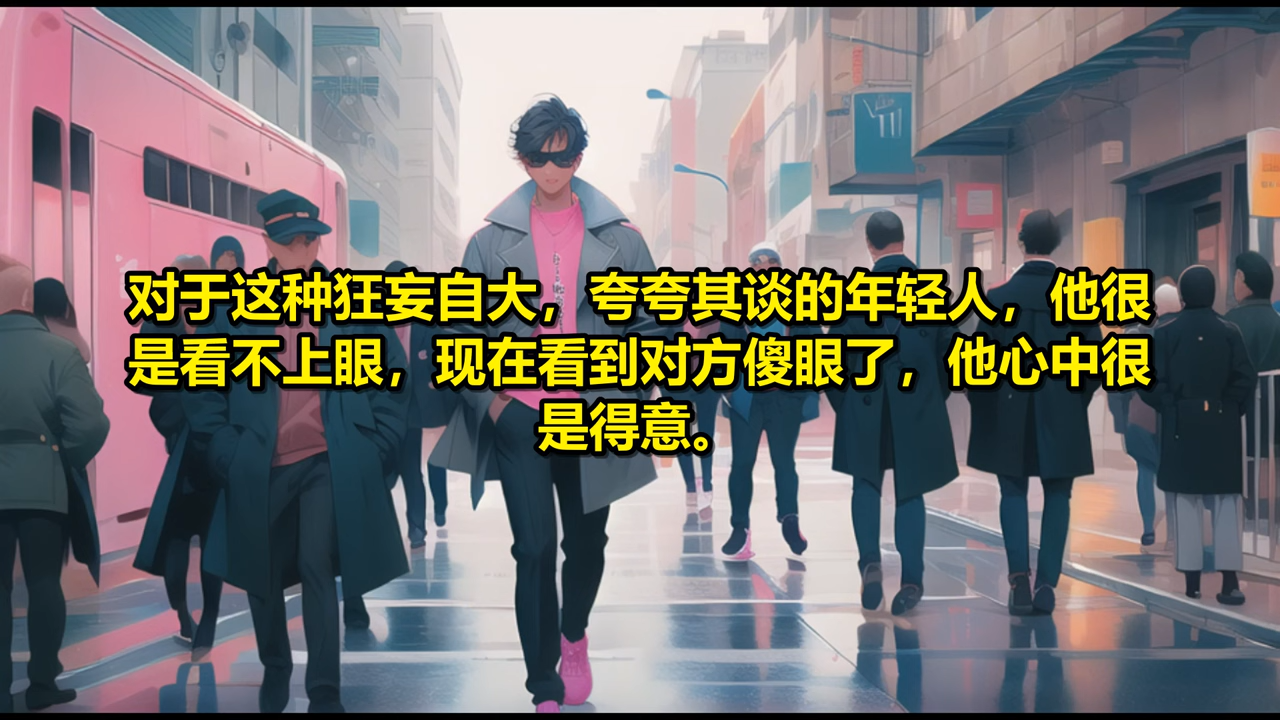 对于这种狂妄自大，夸夸其谈的年轻人，他很
是看不上眼，现在看到对方傻眼了，他心中很
是得意。